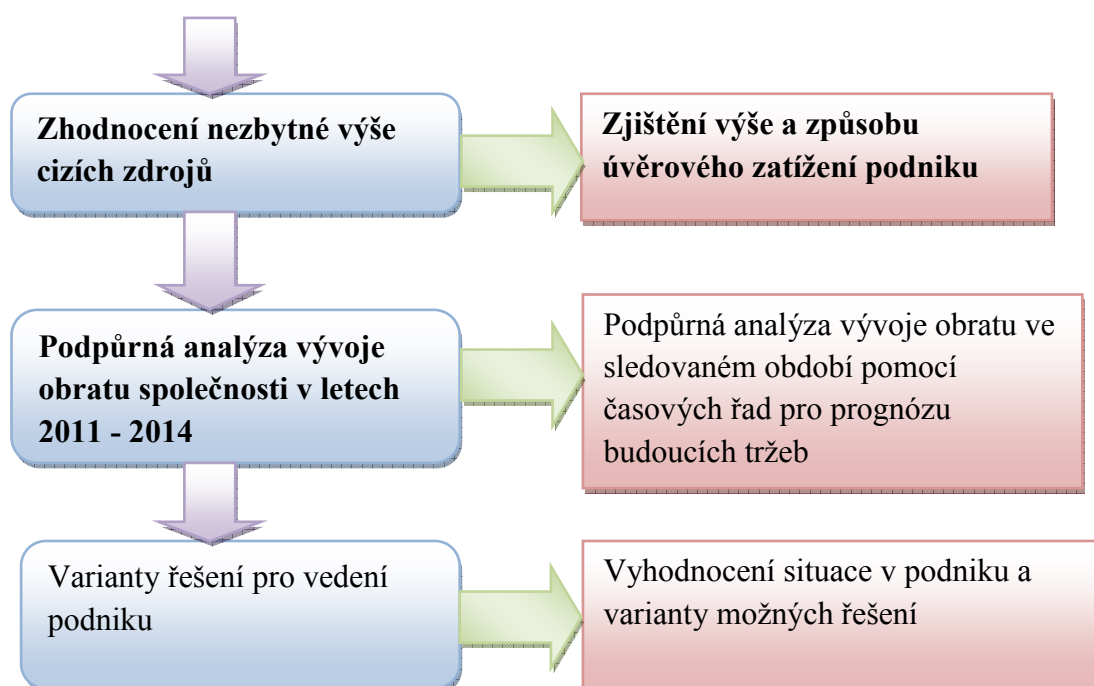 Zhodnocení nezbytné výše
cizích zdrojů
Zjištění výše a způsobu
úvěrového zatížení podniku
Podpůrná analýza vývoje
obratu společnosti v letech
2011 - 2014
Podpůrná analýza vývoje obratu ve
sledovaném období pomocí
časových řad pro prognózu
budoucích tržeb
Varianty řešení pro vedení
podniku
Vyhodnocení situace v podniku a
varianty možných řešení